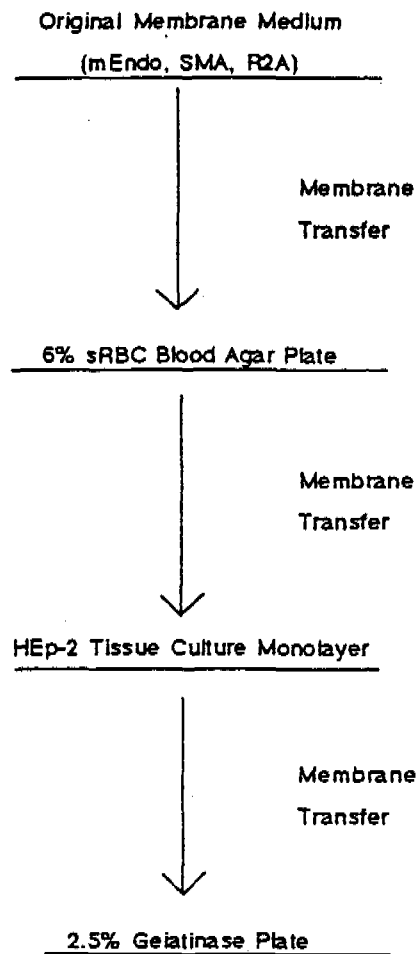 Original Membrane Medium
(mEndo, SMA, R2A)
Membrane
Transfer
6% sRBC Blood Agar Plate
Membrane
Transfer
HEp-2 Tissue Culture Monolayer
Membrane
Transfer
2.5% Gelatinase Plate